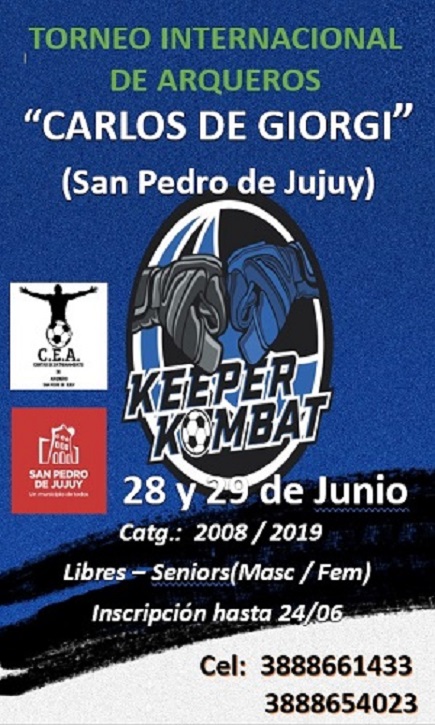 TORNEO INTERNACIONAL
DE ARQUEROS
“CARLOS DE GIORGI”
(San Pedro de Jujuy)
C.E.A.
KEEPER
KOMBAT
SAN PEDRO
DE JUJUY
28 y 29 de Junio
Catg.: 2008 / 2019
Libres – Seniors(Masc / Fem)
Inscripción hasta 24/06
Cel: 3888661433
3888654023